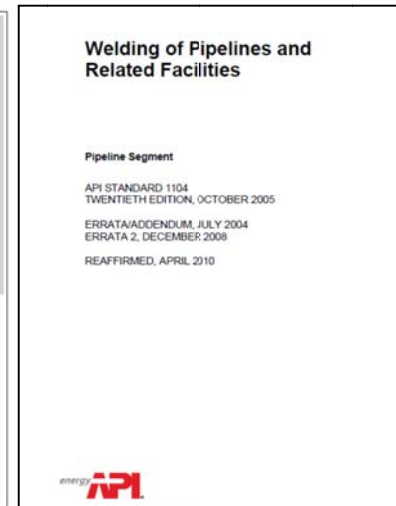 Welding of Pipelines and
Related Facilities
Pipeline Segment
API STANDARD 1104
TWENTIETH EDITION, OCTOBER 2005
ERRATA/ADDENDUM, JULY 2004
ERRATA 2, DECEMBER 2008
REAFFIRMED, APRIL 2010
energy API